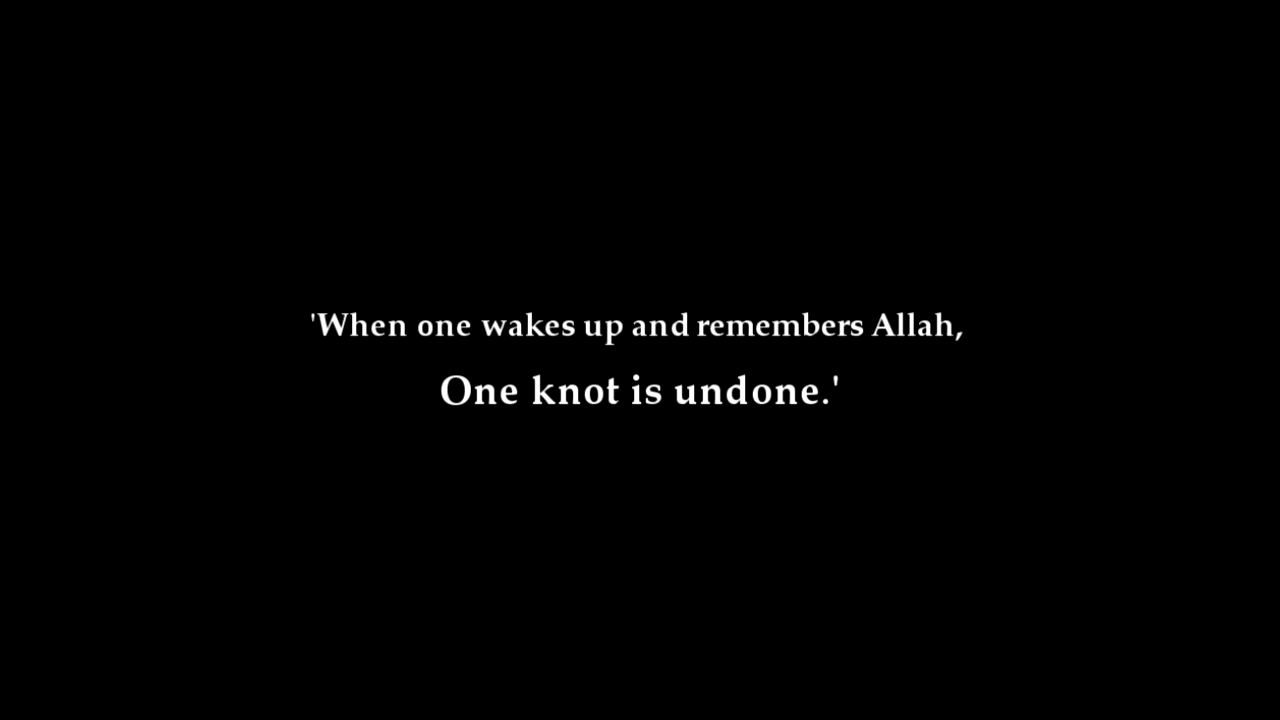 'When one wakes up and remembers Allah,
One knot is undone.'